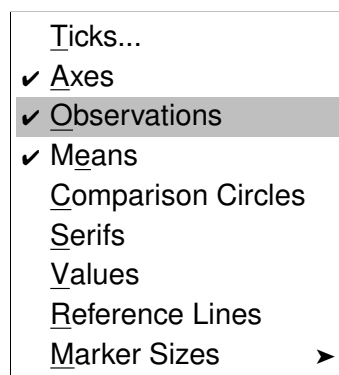 Ticks...
✔ Axes
✔ Observations
✔ Means
Comparison Circles
Serifs
Values
Reference Lines
Marker Sizes ➤